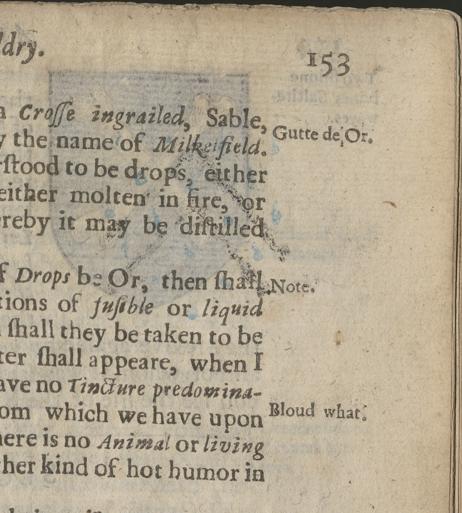 ldry.
153
a Crosse ingrailed, Sable,
y the name of Milkeifield.
Gutte de Or.
rstood to be drops, either
either molten in fire, or
ereby it may be distilled
f Drops be Or, then shall
Note.
tions of fusible or liquid
shall they be taken to be
ter shall appeare, when I
ave no Tincture predomina-
om which we have upon
Bloud what.
here is no Animal or living
ther kind of hot humor in